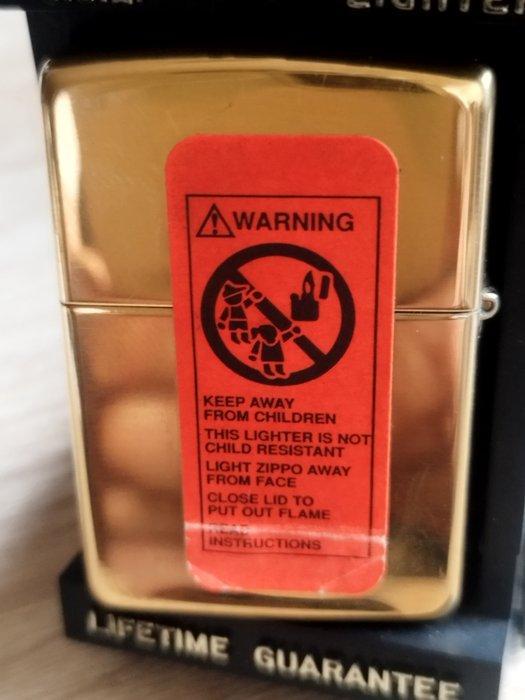 WARNING
KEEP AWAY
FROM CHILDREN
THIS LIGHTER IS NOT
CHILD RESISTANT
LIGHT ZIPPO AWAY
FROM FACE
CLOSE LID TO
PUT OUT FLAME
READ
INSTRUCTIONS
LIFETIME GUARANTEE